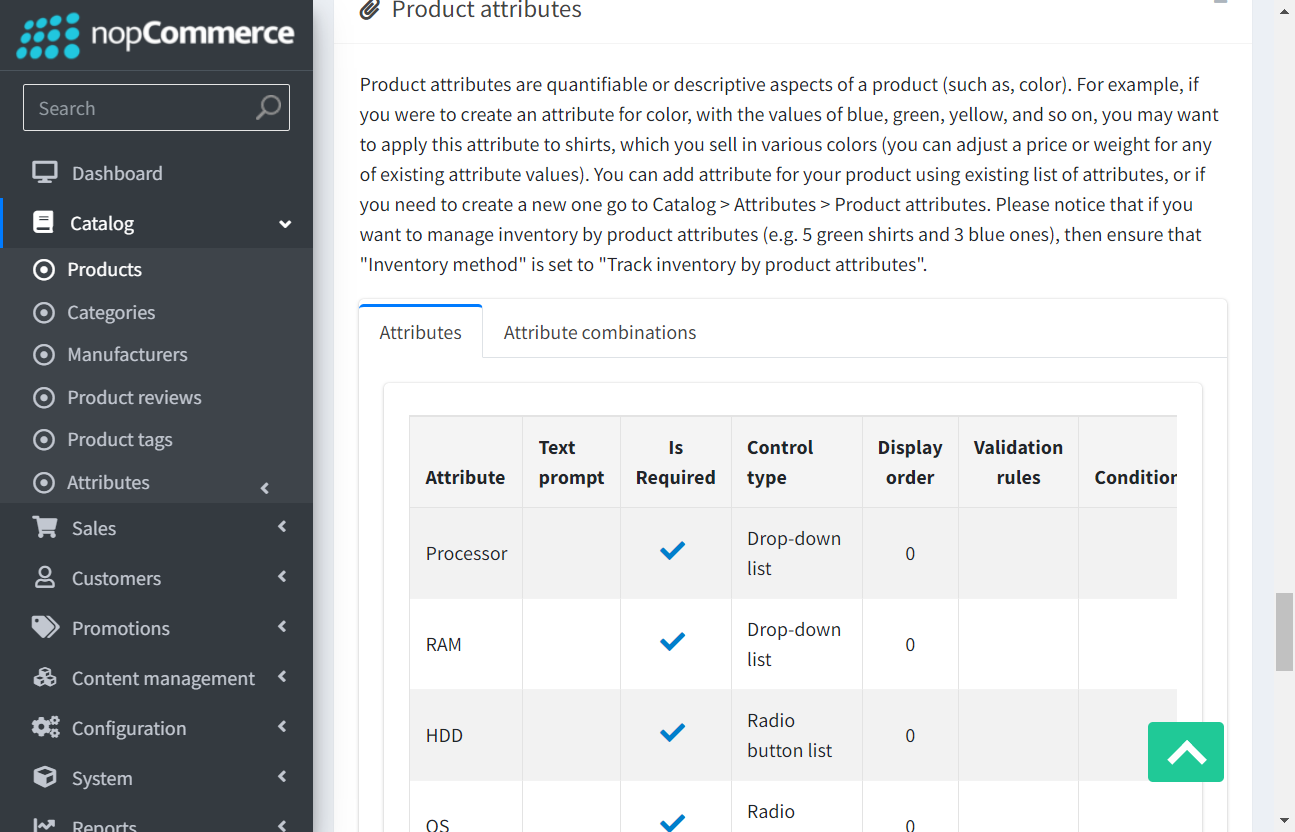 nopCommerce
Search
Dashboard
Catalog
Products
Categories
Manufacturers
Product reviews
Product tags
Attributes
Sales
Customers
Promotions
Content management
Configuration
System
Reports
Product attributes
Product attributes are quantifiable or descriptive aspects of a product (such as, color). For example, if
you were to create an attribute for color, with the values of blue, green, yellow, and so on, you may want
to apply this attribute to shirts, which you sell in various colors (you can adjust a price or weight for any
of existing attribute values). You can add attribute for your product using existing list of attributes, or if
you need to create a new one go to Catalog > Attributes > Product attributes. Please notice that if you
want to manage inventory by product attributes (e.g. 5 green shirts and 3 blue ones), then ensure that
"Inventory method" is set to "Track inventory by product attributes".
Attributes Attribute combinations
Text Is Control Display Validation
Attribute prompt Required type order rules Condition
Processor Drop-down list 0
RAM Drop-down list 0
HDD Radio button list 0
OS Radio 0